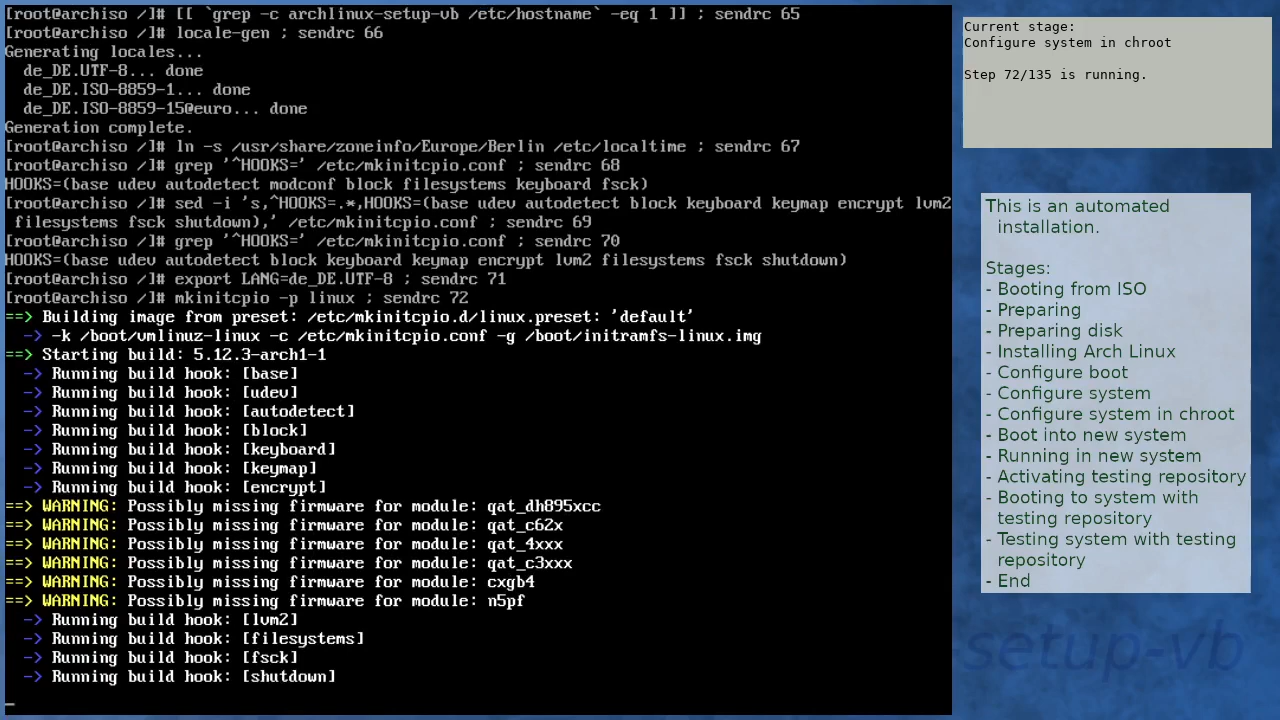 [root@archiso /]# [[ `grep -c archlinux-setup-vb /etc/hostname` -eq 1 ]] ; sendrc 65
[root@archiso /]# locale-gen ; sendrc 66
Generating locales...
  de_DE.UTF-8... done
  de_DE.ISO-8859-1... done
  de_DE.ISO-8859-15@euro... done
Generation complete.
[root@archiso /]# ln -s /usr/share/zoneinfo/Europe/Berlin /etc/localtime ; sendrc 67
[root@archiso /]# grep '^HOOKS=' /etc/mkinitcpio.conf ; sendrc 68
HOOKS=(base udev autodetect modconf block filesystems keyboard fsck)
[root@archiso /]# sed -i 's,^HOOKS=.*,HOOKS=(base udev autodetect block keyboard keymap encrypt lvm2
 filesystems fsck shutdown),' /etc/mkinitcpio.conf ; sendrc 69
[root@archiso /]# grep '^HOOKS=' /etc/mkinitcpio.conf ; sendrc 70
HOOKS=(base udev autodetect block keyboard keymap encrypt lvm2 filesystems fsck shutdown)
[root@archiso /]# export LANG=de_DE.UTF-8 ; sendrc 71
[root@archiso /]# mkinitcpio -p linux ; sendrc 72
==> Building image from preset: /etc/mkinitcpio.d/linux.preset: 'default'
  -> -k /boot/vmlinuz-linux -c /etc/mkinitcpio.conf -g /boot/initramfs-linux.img
==> Starting build: 5.12.3-arch1-1
  -> Running build hook: [base]
  -> Running build hook: [udev]
  -> Running build hook: [autodetect]
  -> Running build hook: [block]
  -> Running build hook: [keyboard]
  -> Running build hook: [keymap]
  -> Running build hook: [encrypt]
==> WARNING: Possibly missing firmware for module: qat_dh895xcc
==> WARNING: Possibly missing firmware for module: qat_c62x
==> WARNING: Possibly missing firmware for module: qat_4xxx
==> WARNING: Possibly missing firmware for module: qat_c3xxx
==> WARNING: Possibly missing firmware for module: cxgb4
==> WARNING: Possibly missing firmware for module: n5pf
  -> Running build hook: [lvm2]
  -> Running build hook: [filesystems]
  -> Running build hook: [fsck]
  -> Running build hook: [shutdown]
_
Current stage:
Configure system in chroot
Step 72/135 is running.
This is an automated
installation.
Stages:
- Booting from ISO
- Preparing
- Preparing disk
- Installing Arch Linux
- Configure boot
- Configure system
- Configure system in chroot
- Boot into new system
- Running in new system
- Activating testing repository
- Booting to system with
testing repository
- Testing system with testing
repository
- End
-setup-vb